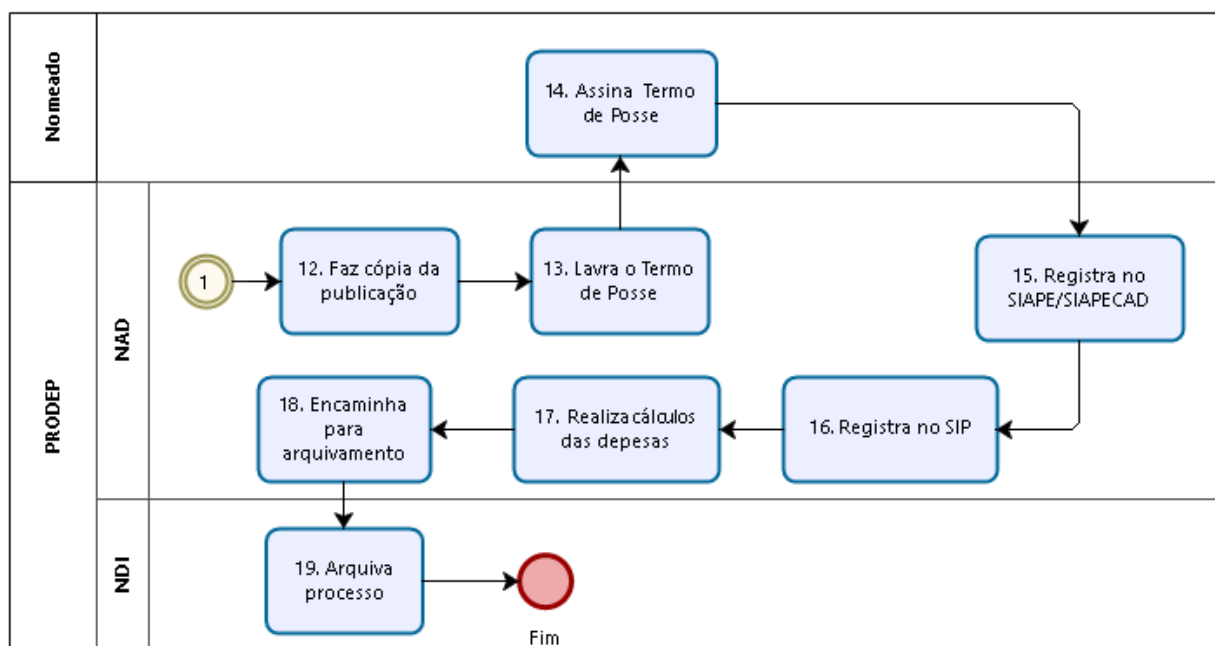 Nomeado
14. Assina Termo
de Posse
PRODEP
NAD
1
12. Faz cópia da
publicação
13. Lavra o Termo
de Posse
15. Registra no
SIAPE/SIAPECAD
18. Encaminha
para
arquivamento
17. Realiza cálculos
das depesas
16. Registra no SIP
NDI
19. Arquiva
processo
Fim